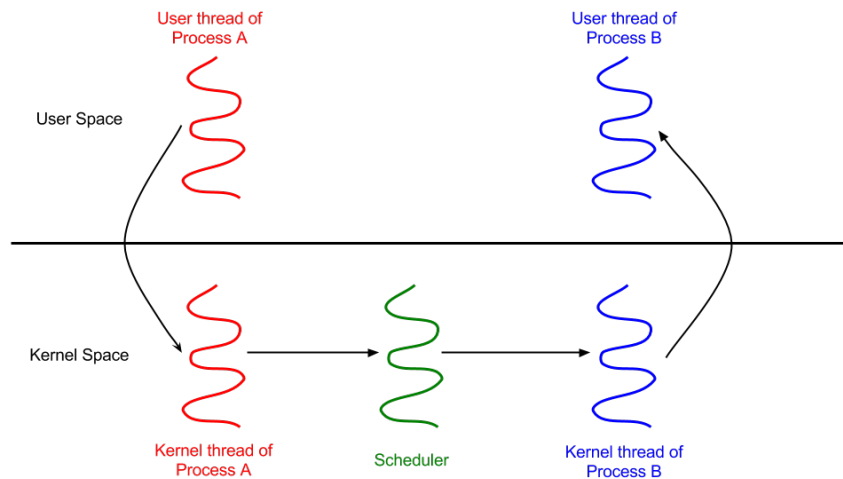 User thread of
Process A
User thread of
Process B
User Space
Kernel Space
Kernel thread of
Process A
Scheduler
Kernel thread of
Process B